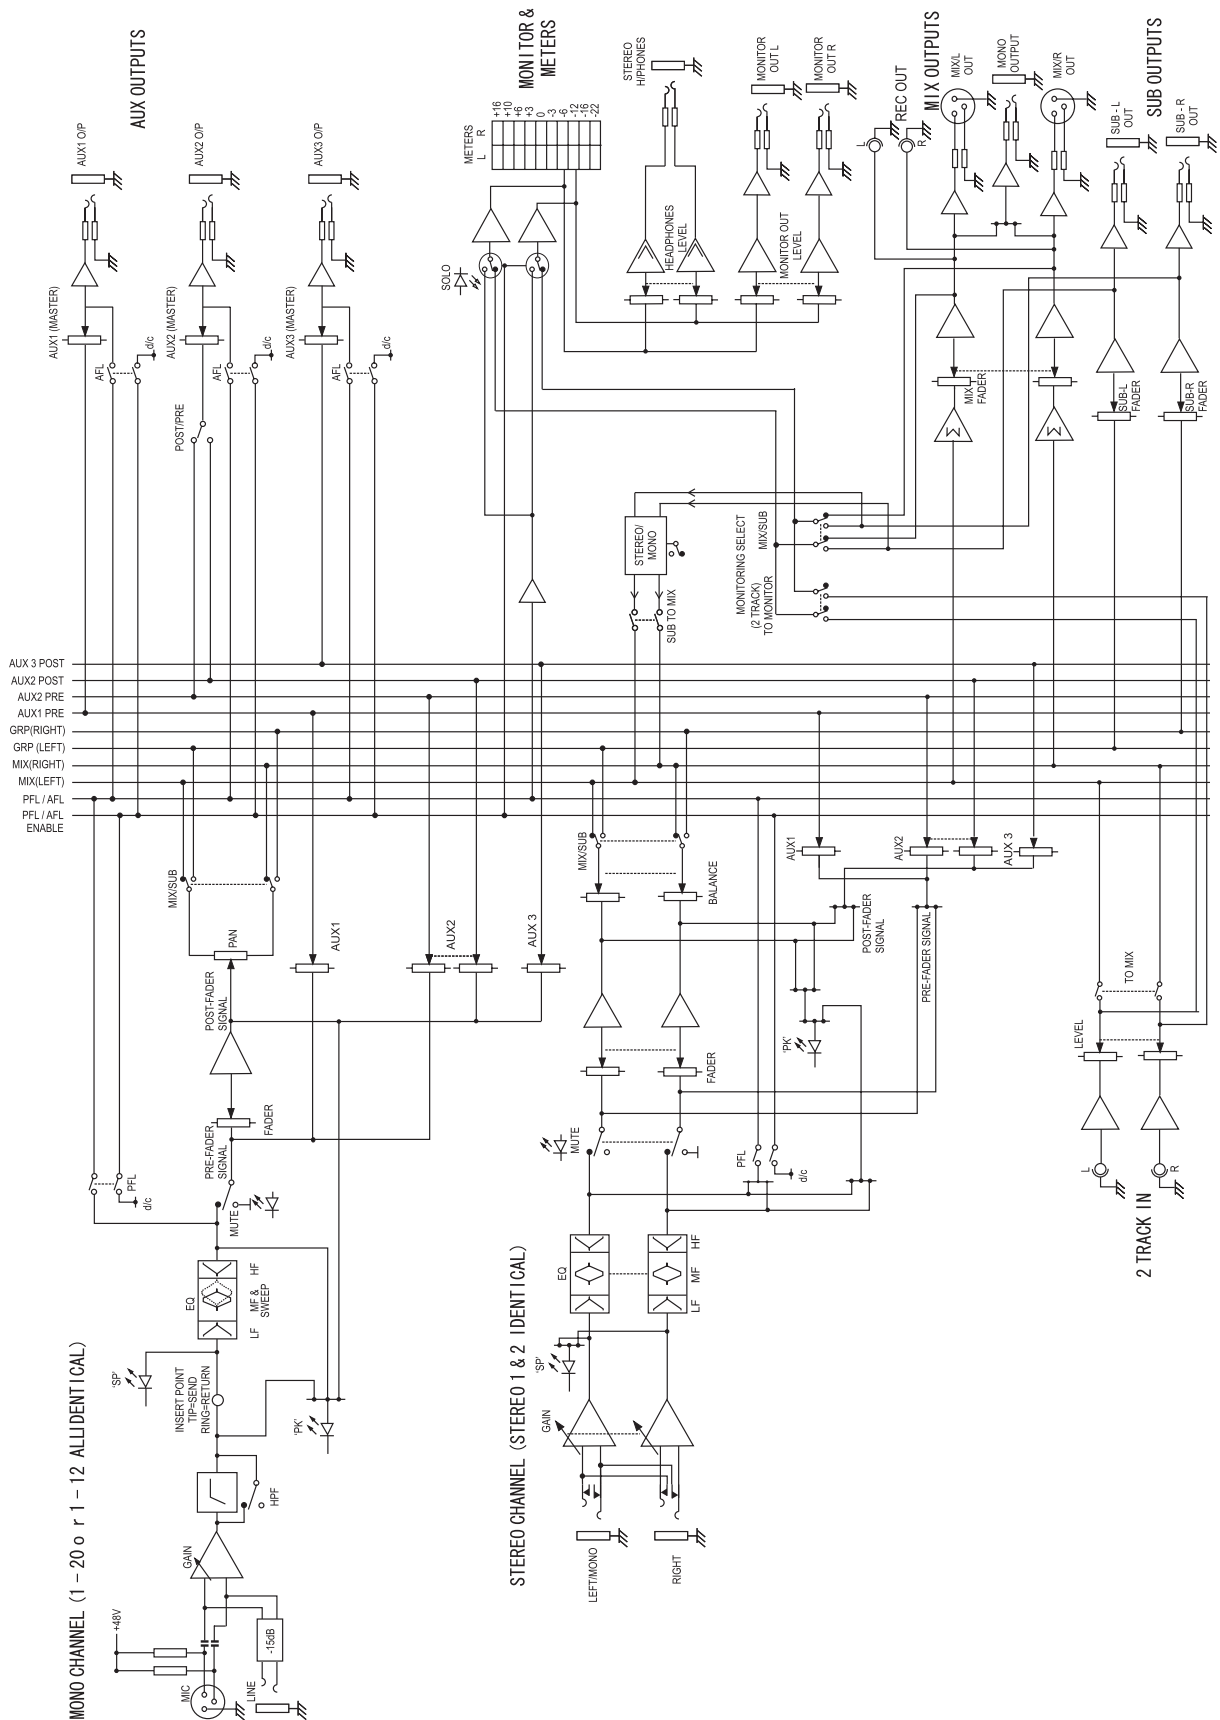 AUX OUTPUTS
AUX1 O/P
AUX2 O/P
AUX3 O/P
AUX1 (MASTER)
AUX2 (MASTER)
AUX3 (MASTER)
AFL
d/c
AFL
d/c
AFL
d/c
POST/PRE
MONITOR &
METERS
METERS
L R
+16
+10
+6
+3
0
-3
-6
-12
-16
-22
SOLO
STEREO
H/PHONES
HEADPHONES
LEVEL
MONITOR
OUT L
MONITOR
OUT R
MONITOR OUT
LEVEL
REC OUT
L
R
MIX OUTPUTS
MIX/L
OUT
MONO
OUTPUT
MIX/R
OUT
MIX
FADER
SUB OUTPUTS
SUB - L
OUT
SUB - R
OUT
SUB-L
FADER
SUB-R
FADER
STEREO/
MONO
SUB TO MIX
MONITORING SELECT
(2 TRACK)
TO MONITOR
MIX/SUB
AUX 3 POST
AUX2 POST
AUX2 PRE
AUX1 PRE
GRP(RIGHT)
GRP (LEFT)
MIX(RIGHT)
MIX(LEFT)
PFL / AFL
PFL / AFL
ENABLE
MONO CHANNEL (1 - 20 o r 1 - 12 ALL IDENTICAL)
MIC
LINE
+48V
-15dB
GAIN
HPF
INSERT POINT
TIP=SEND
RING=RETURN
'SP'
'PK'
EQ
LF
MF &
SWEEP
HF
MUTE
PFL
d/c
PRE-FADER
SIGNAL
FADER
POST-FADER
SIGNAL
PAN
MIX/SUB
AUX1
AUX2
AUX 3
STEREO CHANNEL (STEREO 1 & 2 IDENTICAL)
LEFT/MONO
RIGHT
GAIN
'SP'
EQ
LF
MF
HF
MUTE
PFL
d/c
FADER
'PK'
BALANCE
MIX/SUB
POST-FADER
SIGNAL
PRE-FADER SIGNAL
AUX1
AUX2
AUX 3
2 TRACK IN
L
R
LEVEL
TO MIX